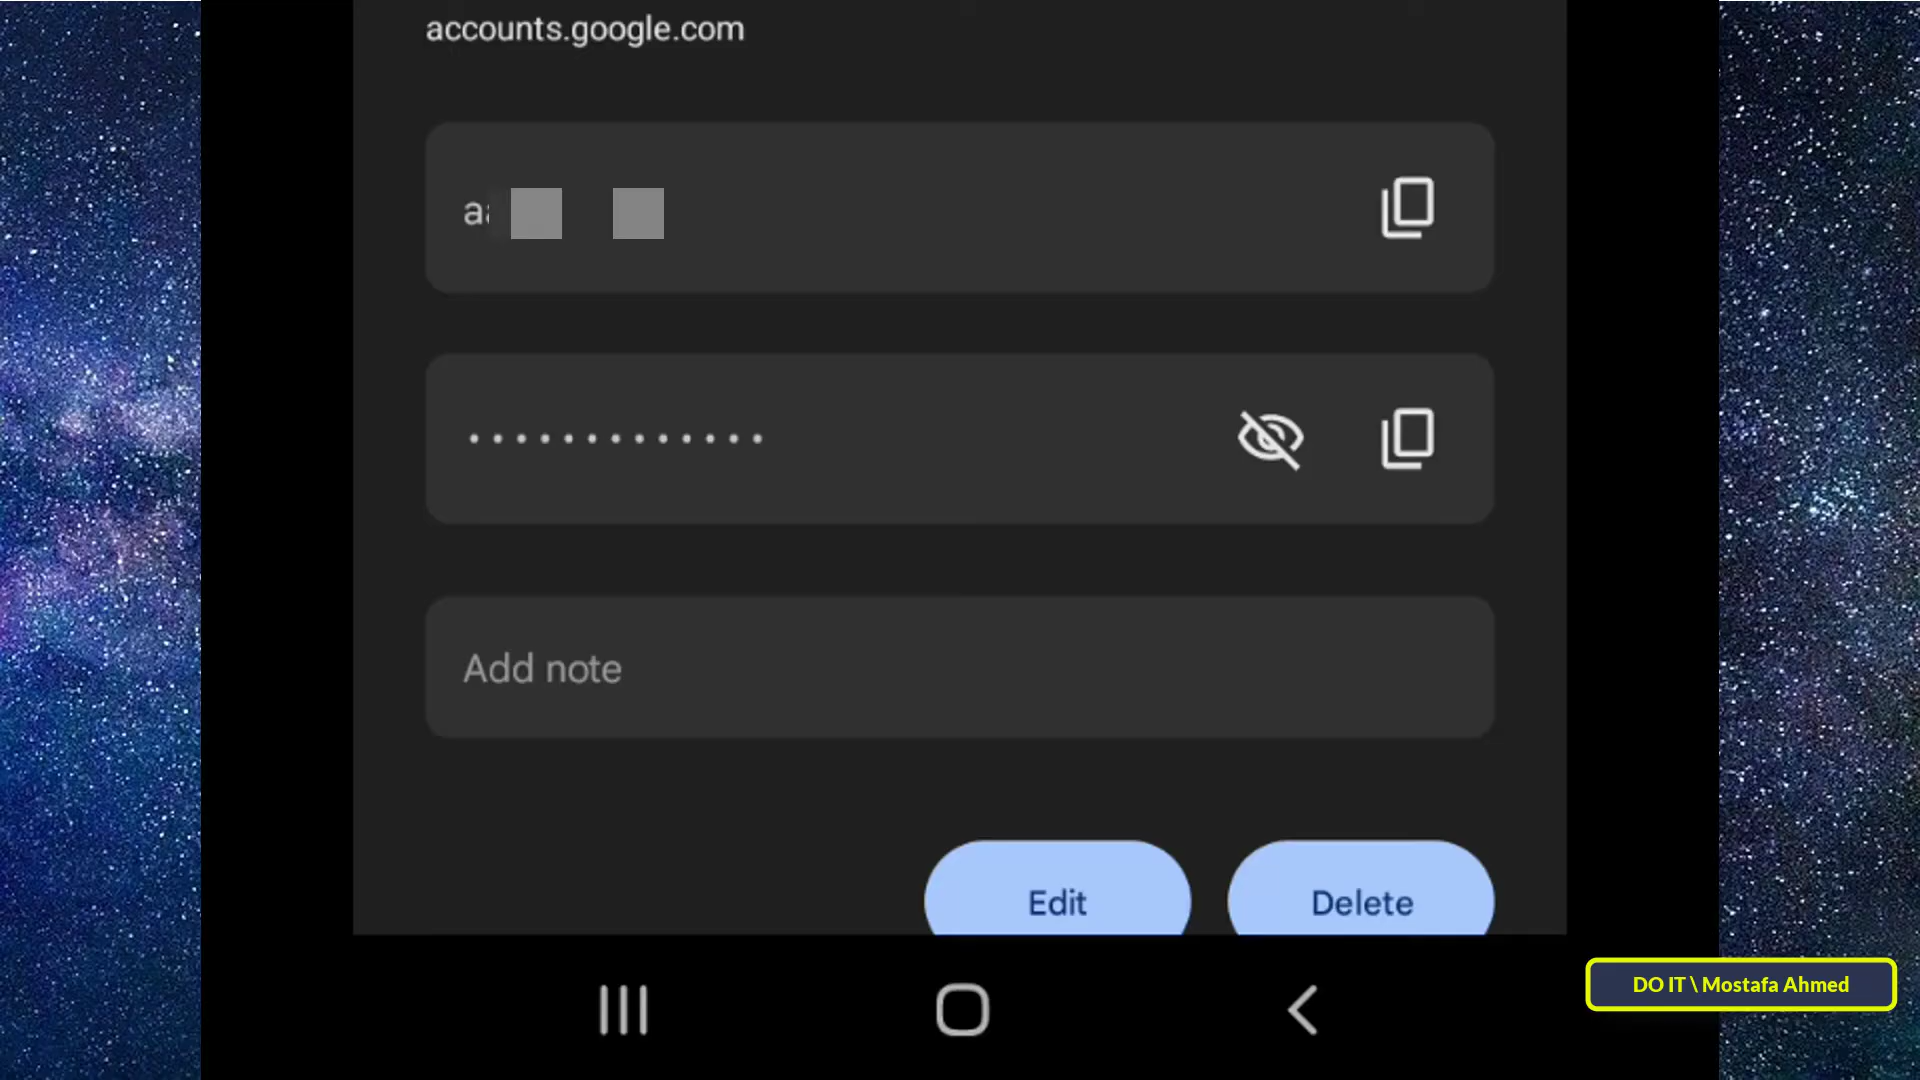 accounts.google.com
•••••••••••••
Add note
Edit
Delete
DO IT \ Mostafa Ahmed